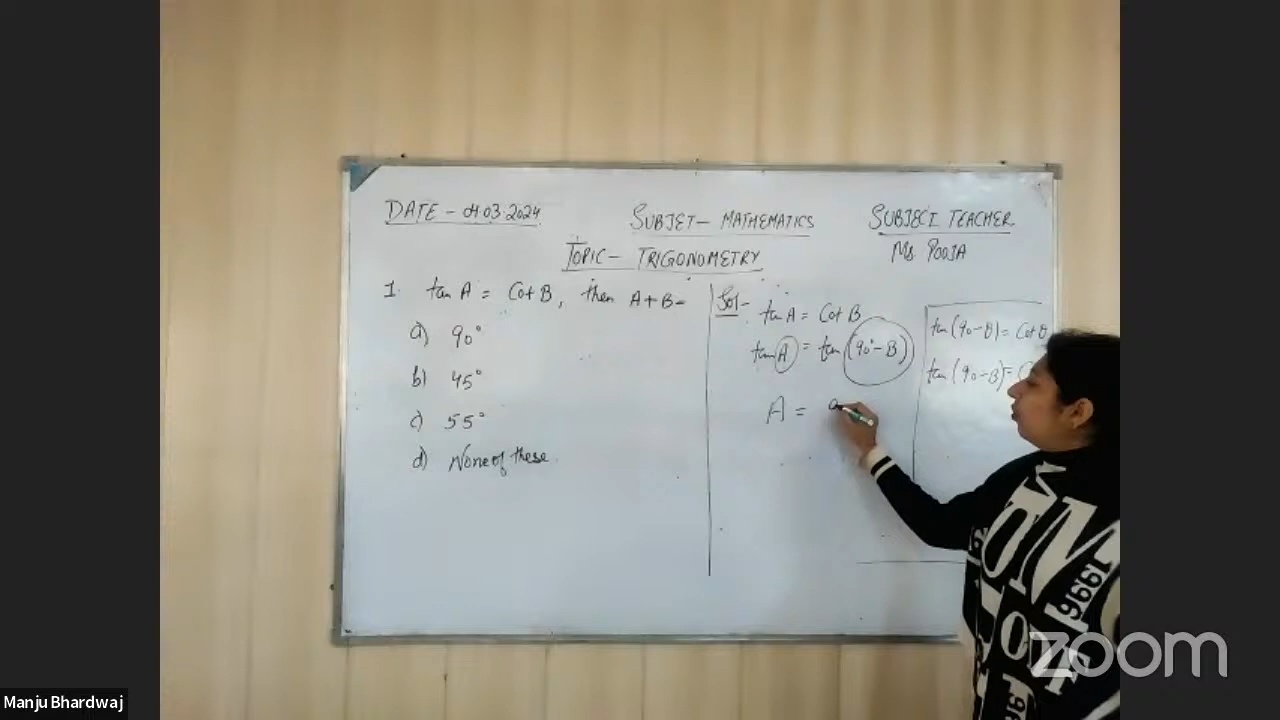 DATE - 04.03.2024
SUBJET- MATHEMATICS
SUBJECT TEACHER
Ms POOJA
TOPIC- TRIGONOMETRY
1. tan A = Cot B, then A+B-
a) 90°
b) 45°
c) 55°
d) None of these.
Sol-
tan A = Cot B
tan A = tan (90°-B)
A =
tan (90-θ) = Cot θ
tan (90-B) =
1996
zoom
Manju Bhardwaj